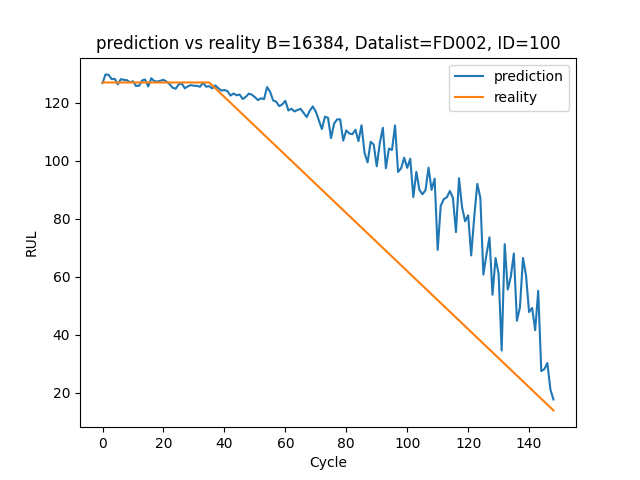 prediction vs reality B=16384, Datalist=FD002, ID=100
prediction
reality
RUL
120
100
80
60
40
20
0 20 40 60 80 100 120 140
Cycle